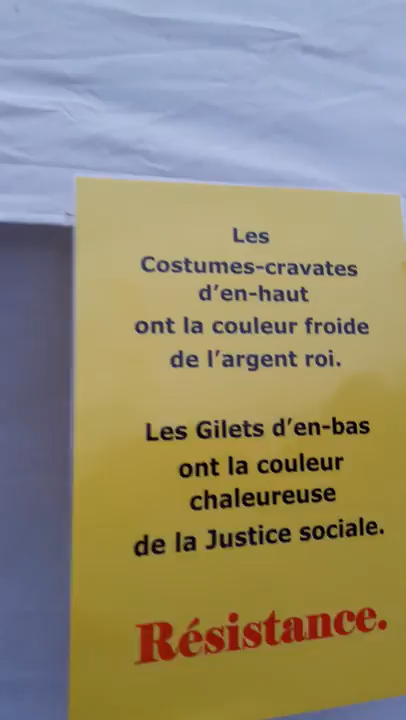 Les
Costumes-cravates
d'en-haut
ont la couleur froide
de l'argent roi.
Les Gilets d'en-bas
ont la couleur
chaleureuse
de la Justice sociale.
Résistance.